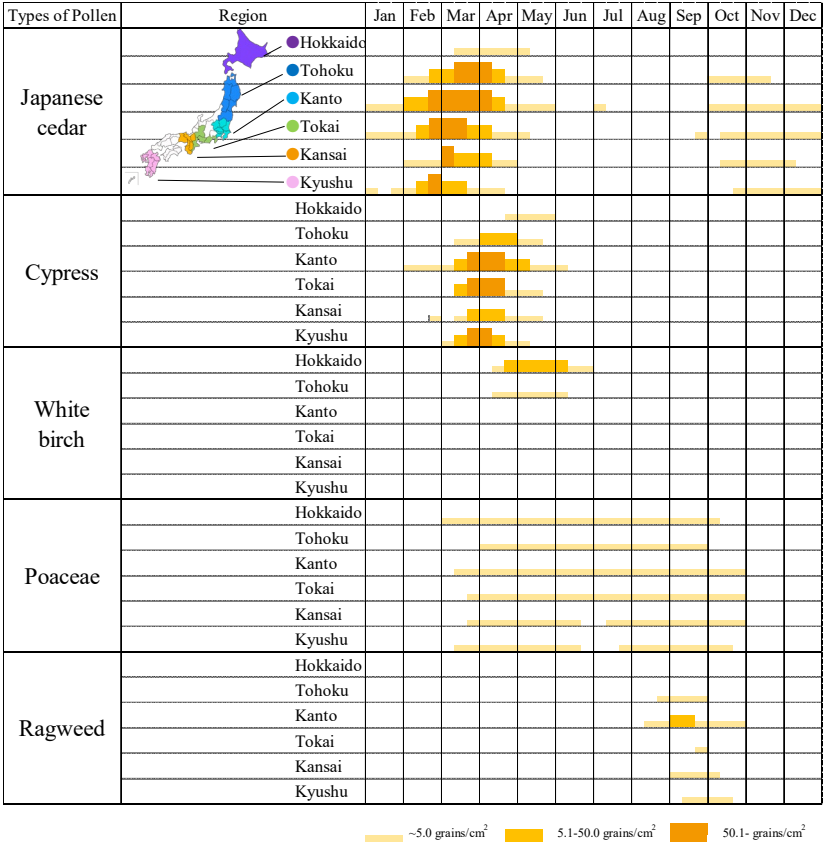 Types of Pollen Region Jan Feb Mar Apr May Jun Jul Aug Sep Oct Nov Dec
Japanese
cedar
Hokkaido
Tohoku
Kanto
Tokai
Kansai
Kyushu
Cypress
Hokkaido
Tohoku
Kanto
Tokai
Kansai
Kyushu
White
birch
Hokkaido
Tohoku
Kanto
Tokai
Kansai
Kyushu
Poaceae
Hokkaido
Tohoku
Kanto
Tokai
Kansai
Kyushu
Ragweed
Hokkaido
Tohoku
Kanto
Tokai
Kansai
Kyushu
~5.0 grains/cm² 5.1-50.0 grains/cm² 50.1- grains/cm²